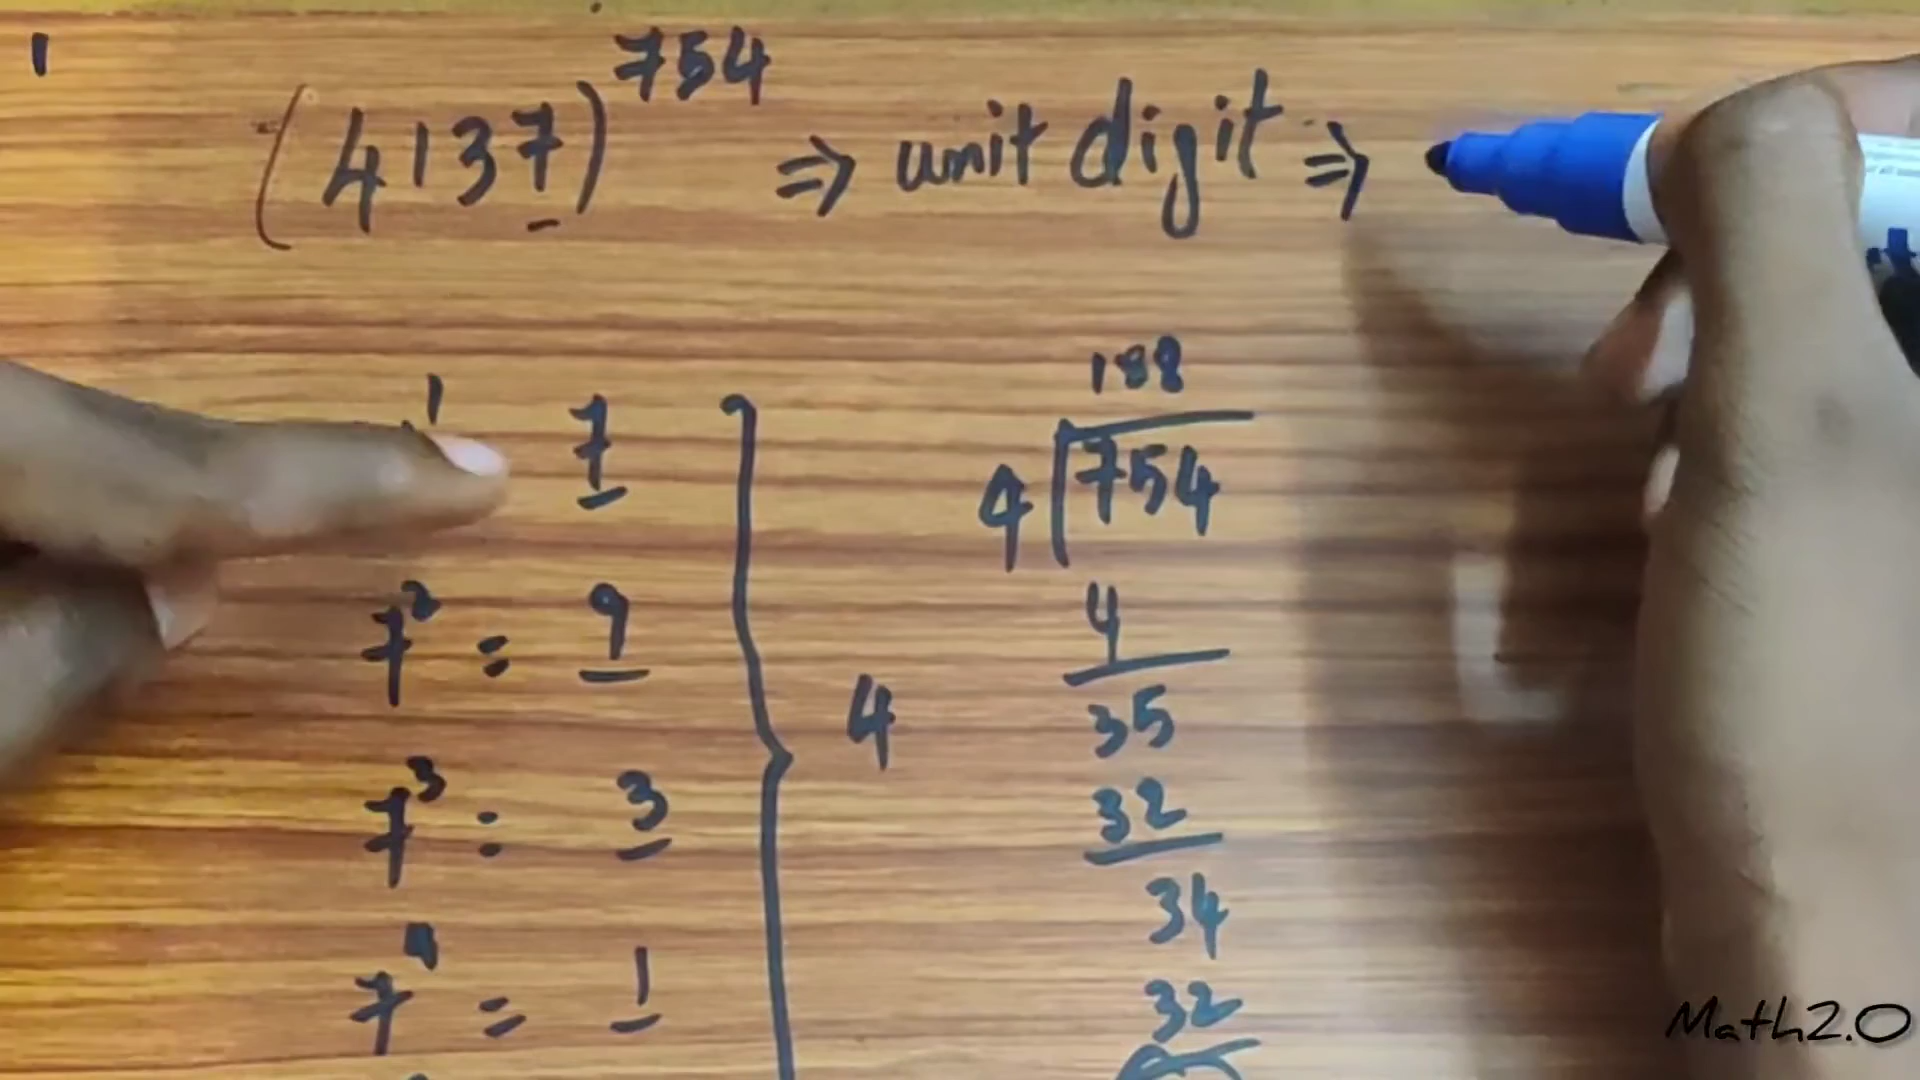 1
(4137)^754 ⇒ unit digit ⇒
1 7
7^2 = 9
7^3 = 3
7^4 = 1
4
188
4 754
4
35
32
34
32
Math2.0